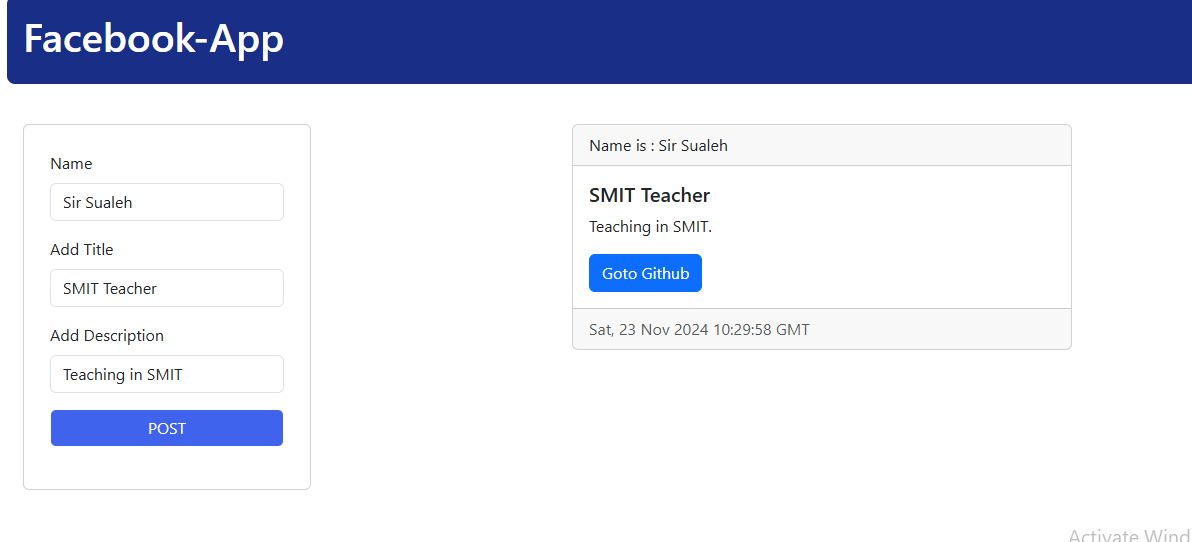 Facebook-App
Name
Sir Sualeh
Add Title
SMIT Teacher
Add Description
Teaching in SMIT
POST
Name is : Sir Sualeh
SMIT Teacher
Teaching in SMIT.
Goto Github
Sat, 23 Nov 2024 10:29:58 GMT
Activate Wind